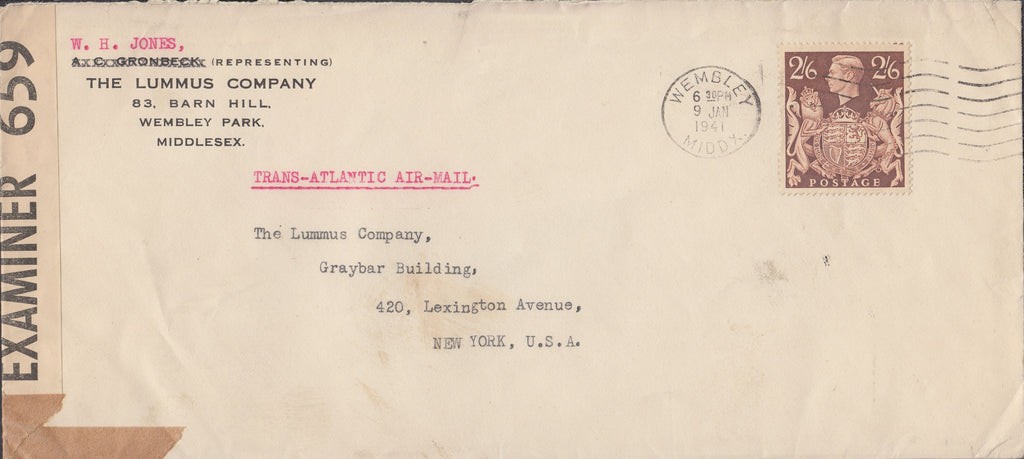 EXAMINER 659
W. H. JONES,
A. C. GRONBECK (REPRESENTING)
THE LUMMUS COMPANY
83, BARN HILL,
WEMBLEY PARK,
MIDDLESEX.
WEMBLEY
6 30PM
9 JAN
1941
MIDDX.
2/6 2/6
POSTAGE
TRANS-ATLANTIC AIR-MAIL.
The Lummus Company,
Graybar Building,
420, Lexington Avenue,
NEW YORK, U.S.A.